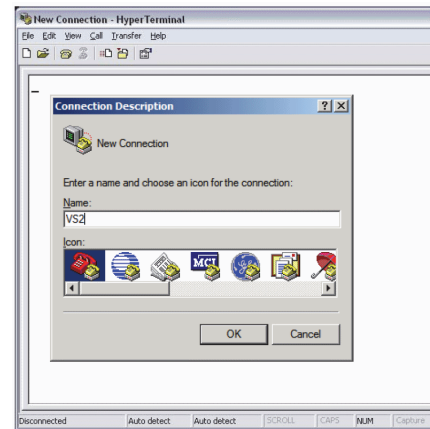 New Connection - HyperTerminal
File Edit View Call Transfer Help
Connection Description
New Connection
Enter a name and choose an icon for the connection:
Name:
VS2
Icon:
MCI
OK Cancel
Disconnected Auto detect Auto detect SCROLL CAPS NUM Capture